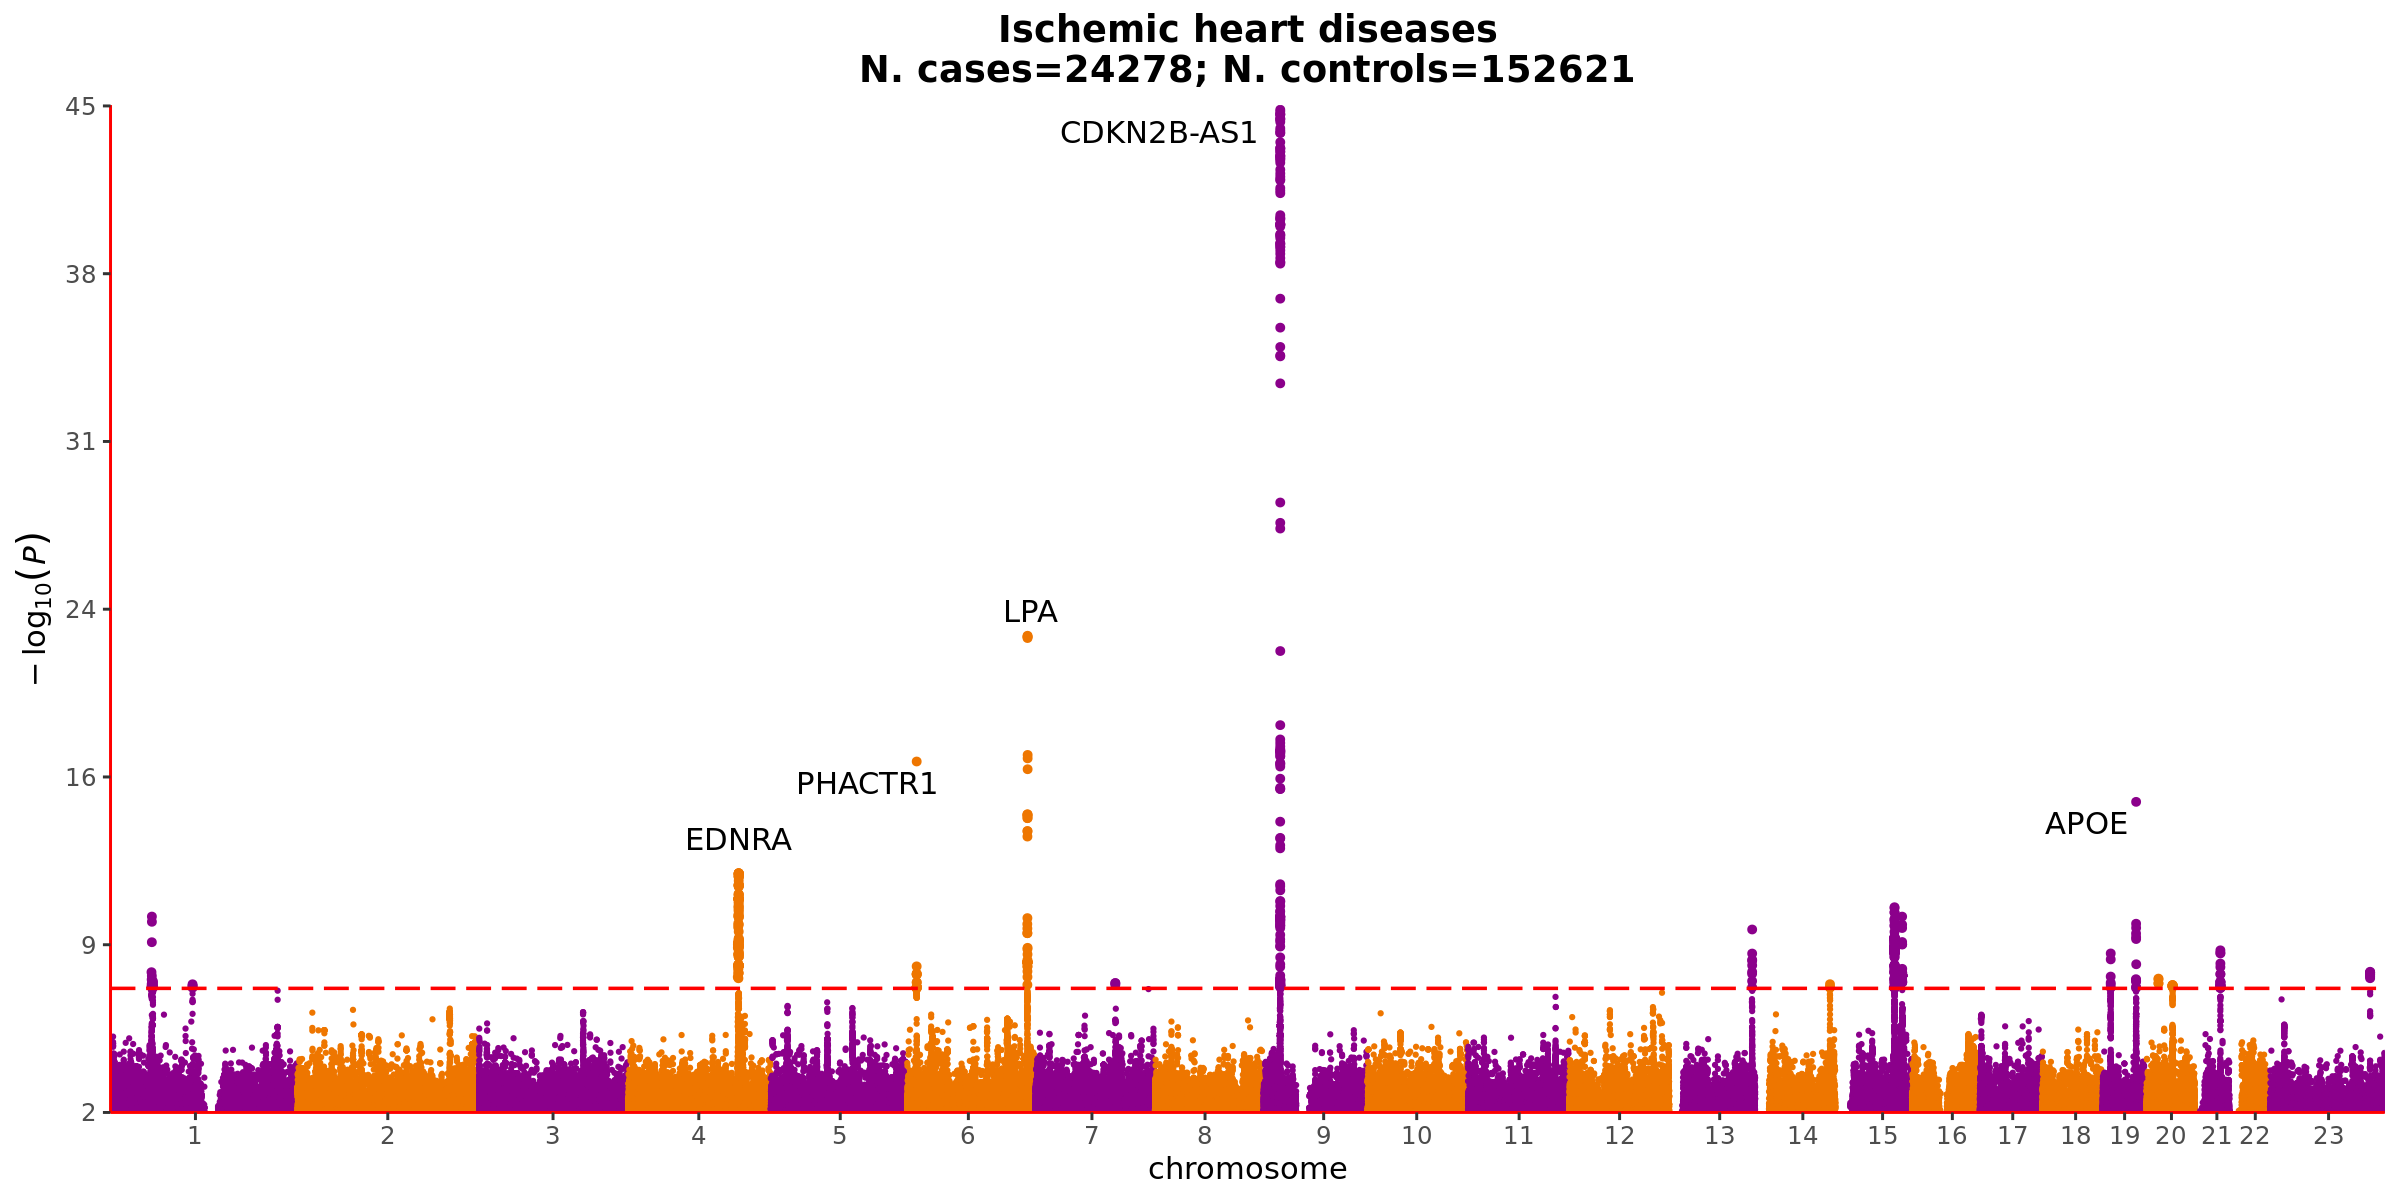 Ischemic heart diseases
N. cases=24278; N. controls=152621
45
38
31
24
16
9
2
−log10(P)
CDKN2B-AS1
LPA
PHACTR1
EDNRA
APOE
1 2 3 4 5 6 7 8 9 10 11 12 13 14 15 16 17 18 19 20 21 22 23
chromosome